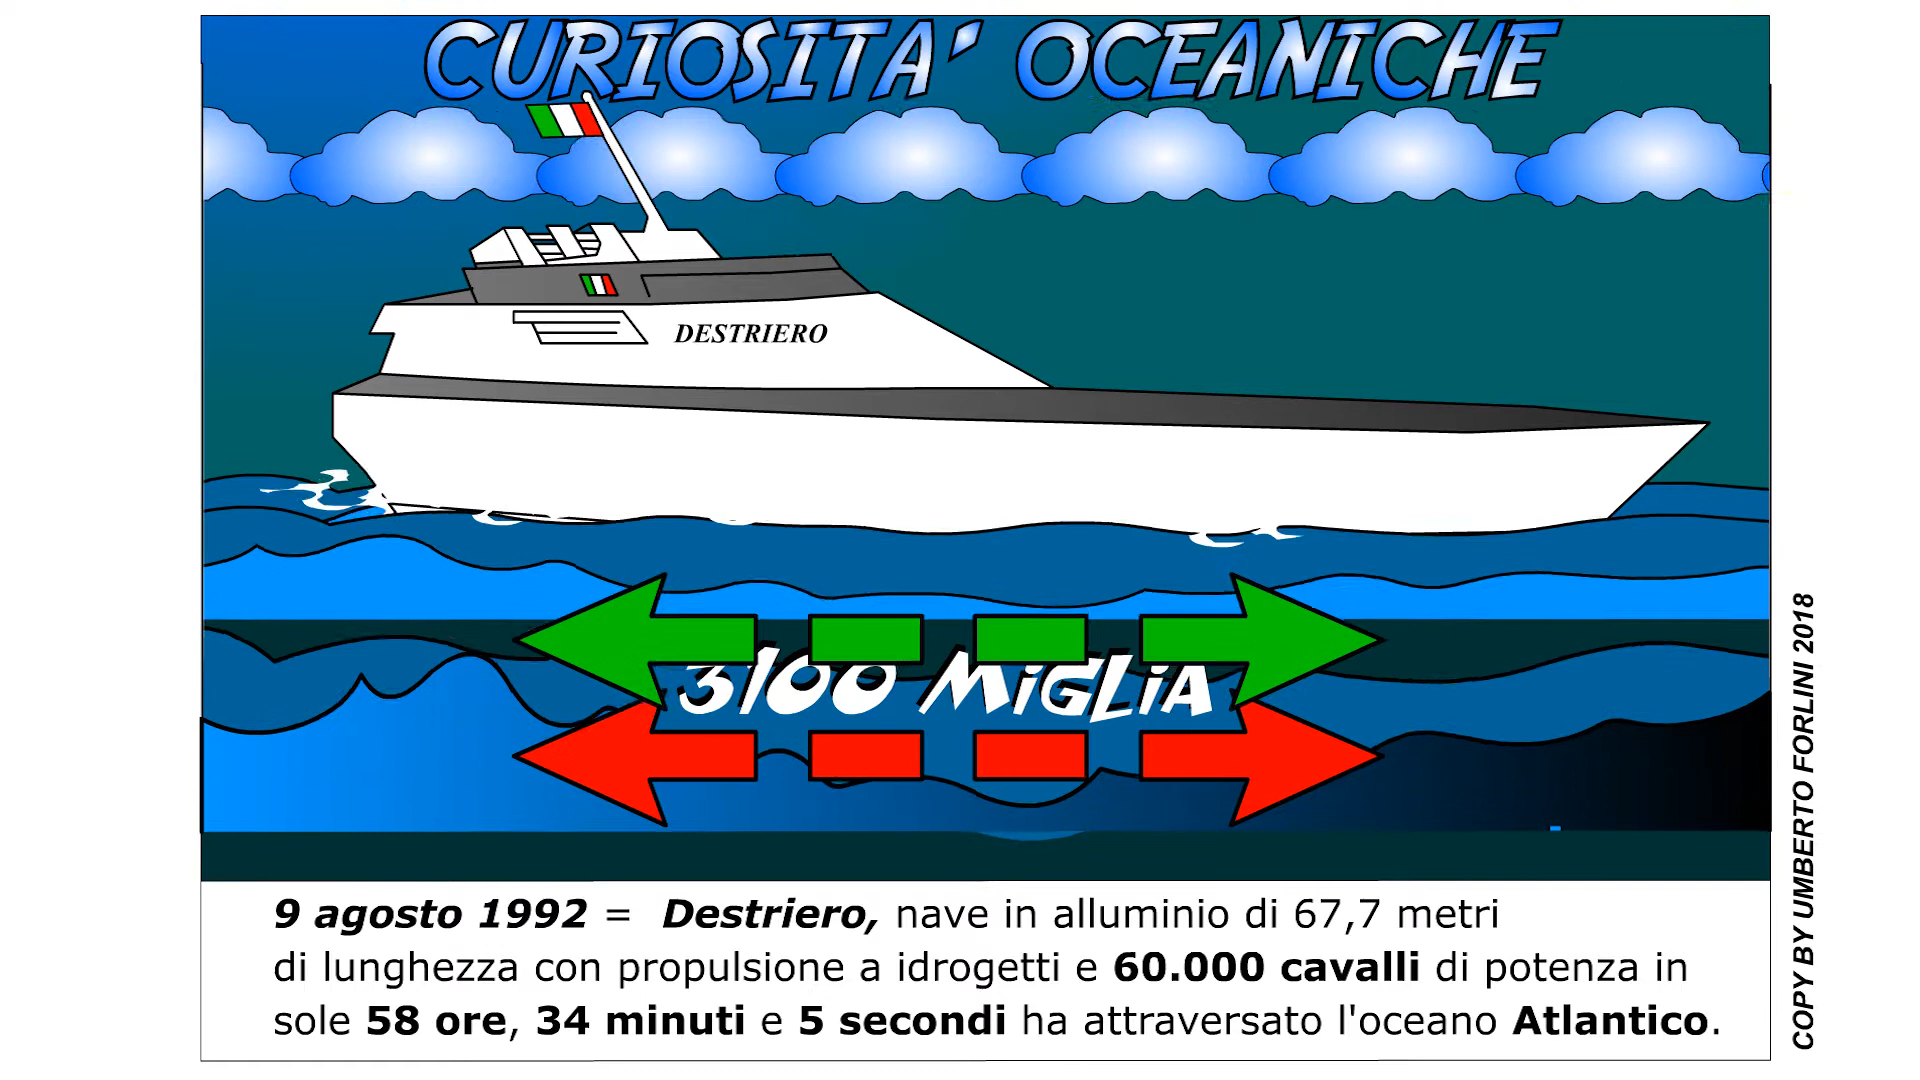 CURIOSITA' OCEANICHE
DESTRIERO
3100 MiGLiA
9 agosto 1992 = Destriero, nave in alluminio di 67,7 metri
di lunghezza con propulsione a idrogetti e 60.000 cavalli di potenza in
sole 58 ore, 34 minuti e 5 secondi ha attraversato l'oceano Atlantico.
COPY BY UMBERTO FORLINI 2018